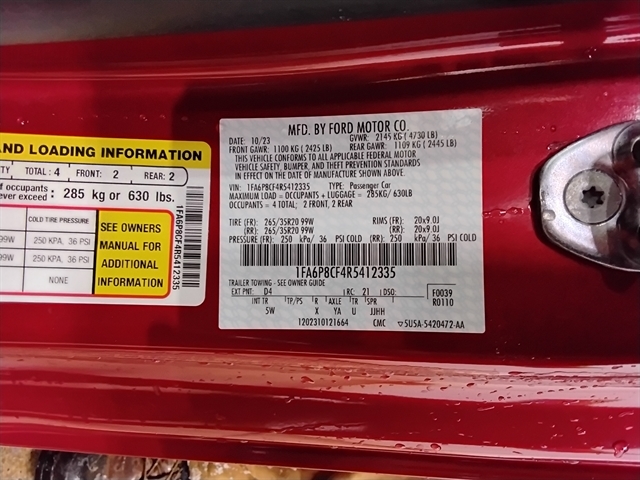 AND LOADING INFORMATION
TOTAL: 4 FRONT: 2 REAR: 2
of occupants: 285 kg or 630 lbs.
ever exceed:
COLD TIRE PRESSURE
99W 250 KPA, 36 PSI
99W 250 KPA, 36 PSI
NONE
SEE OWNERS
MANUAL FOR
ADDITIONAL
INFORMATION
1FA6P8CF4R5412335
MFD. BY FORD MOTOR CO.
DATE: 10/23 GVWR: 2145 KG ( 4730 LB)
FRONT GAWR: 1100 KG ( 2425 LB) REAR GAWR: 1109 KG ( 2445 LB)
THIS VEHICLE CONFORMS TO ALL APPLICABLE FEDERAL MOTOR
VEHICLE SAFETY, BUMPER, AND THEFT PREVENTION STANDARDS
IN EFFECT ON THE DATE OF MANUFACTURE SHOWN ABOVE.
VIN: 1FA6P8CF4R5412335 TYPE: Passenger Car
MAXIMUM LOAD = OCCUPANTS + LUGGAGE = 285KG/ 630LB
OCCUPANTS = 4 TOTAL; 2 FRONT, 2 REAR
TIRE (FR): 265/35R20 99W RIMS (FR): 20x9.0J
(R): 265/35R20 99W (R): 20x9.0J
PRESSURE (FR) 250 kPa/ 36 PSI COLD (R) 250 kPa/ 36 PSI COLD
1FA6P8CF4R5412335
TRAILER TOWING - SEE OWNER GUIDE
EXT PNT: D4 RC: 21 DSO: F0039
R0110
INT TR TP/PS R AXLE TR SPR
5W X YA U JJHH
1202310121664 CMC 5U5A-5420472-AA